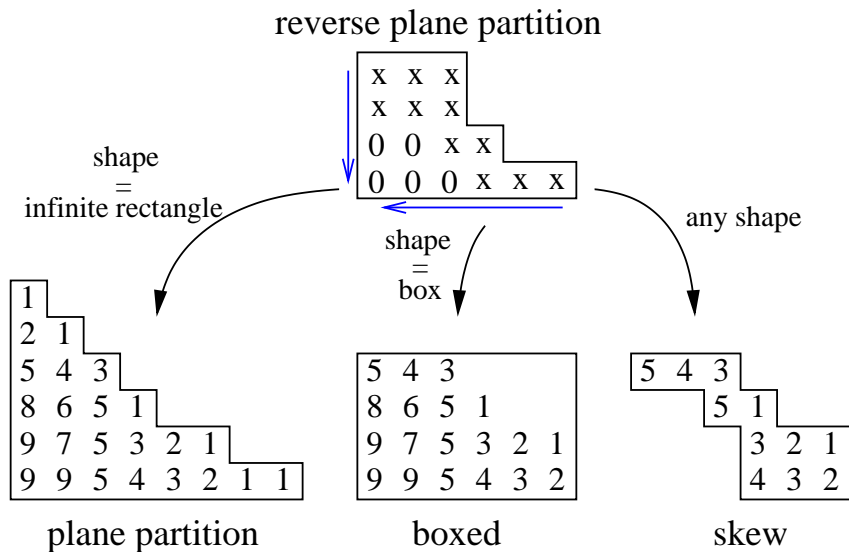 reverse plane partition
x x x
x x x
0 0 x x
0 0 0 x x x
shape
=
infinite rectangle
shape
=
box
any shape
1
2 1
5 4 3
8 6 5 1
9 7 5 3 2 1
9 9 5 4 3 2 1 1
plane partition
5 4 3
8 6 5 1
9 7 5 3 2 1
9 9 5 4 3 2
boxed
5 4 3
5 1
3 2 1
4 3 2
skew